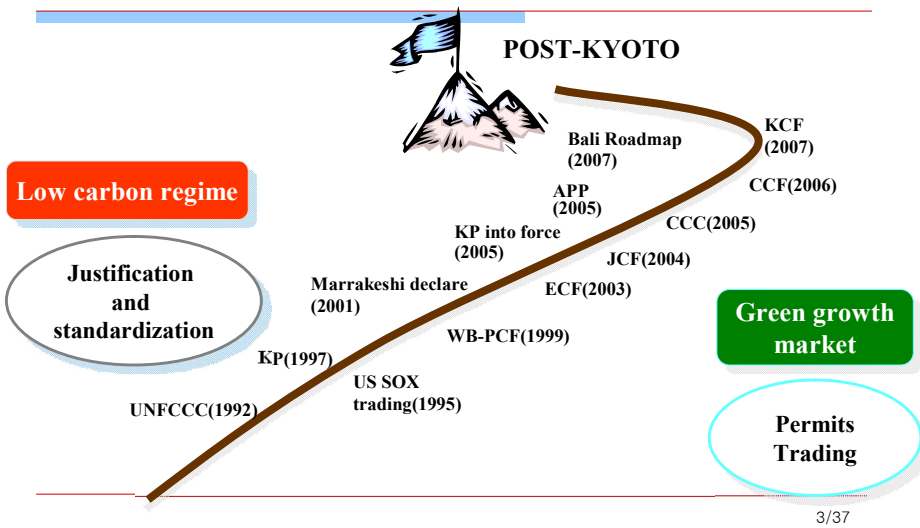 POST-KYOTO
KCF
(2007)
Bali Roadmap
(2007)
CCF(2006)
Low carbon regime
APP
(2005)
CCC(2005)
KP into force
(2005)
JCF(2004)
Justification
and
standardization
Marrakeshi declare
(2001)
ECF(2003)
Green growth
market
WB-PCF(1999)
KP(1997)
US SOX
trading(1995)
UNFCCC(1992)
Permits
Trading
3/37